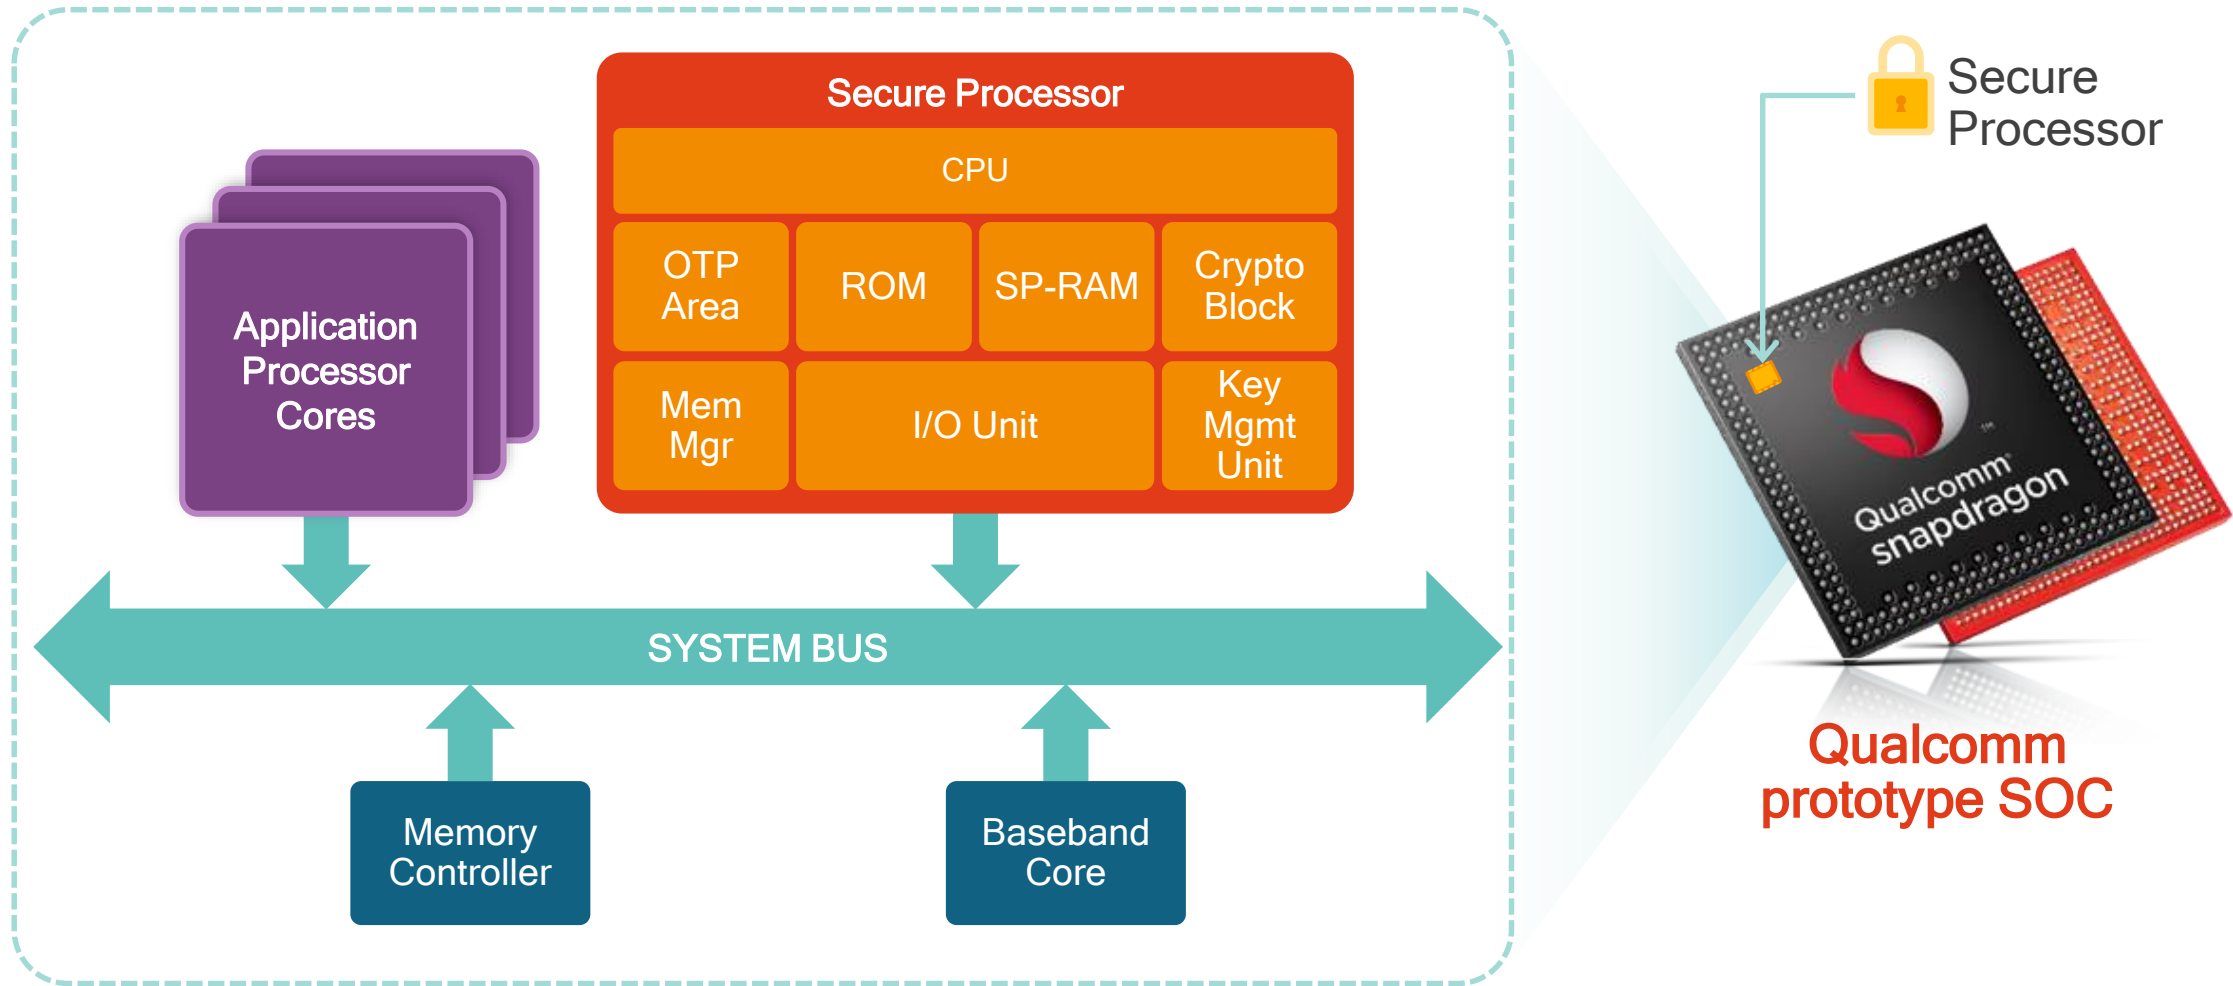 Secure Processor
CPU
OTP
Area
ROM
SP-RAM
Crypto
Block
Mem
Mgr
I/O Unit
Key
Mgmt
Unit
Application
Processor
Cores
SYSTEM BUS
Memory
Controller
Baseband
Core
Secure
Processor
Qualcomm
snapdragon
™
Qualcomm
prototype SOC